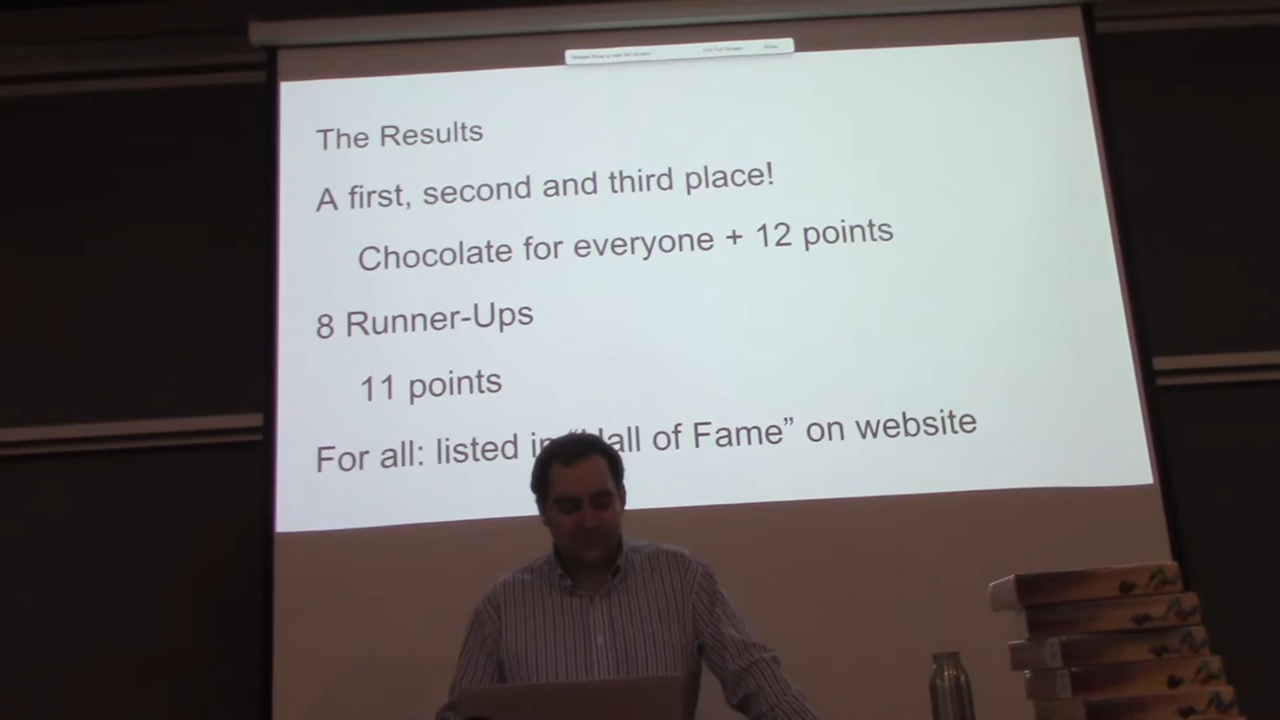 The Results
A first, second and third place!
Chocolate for everyone + 12 points
8 Runner-Ups
11 points
For all: listed in “Hall of Fame” on website